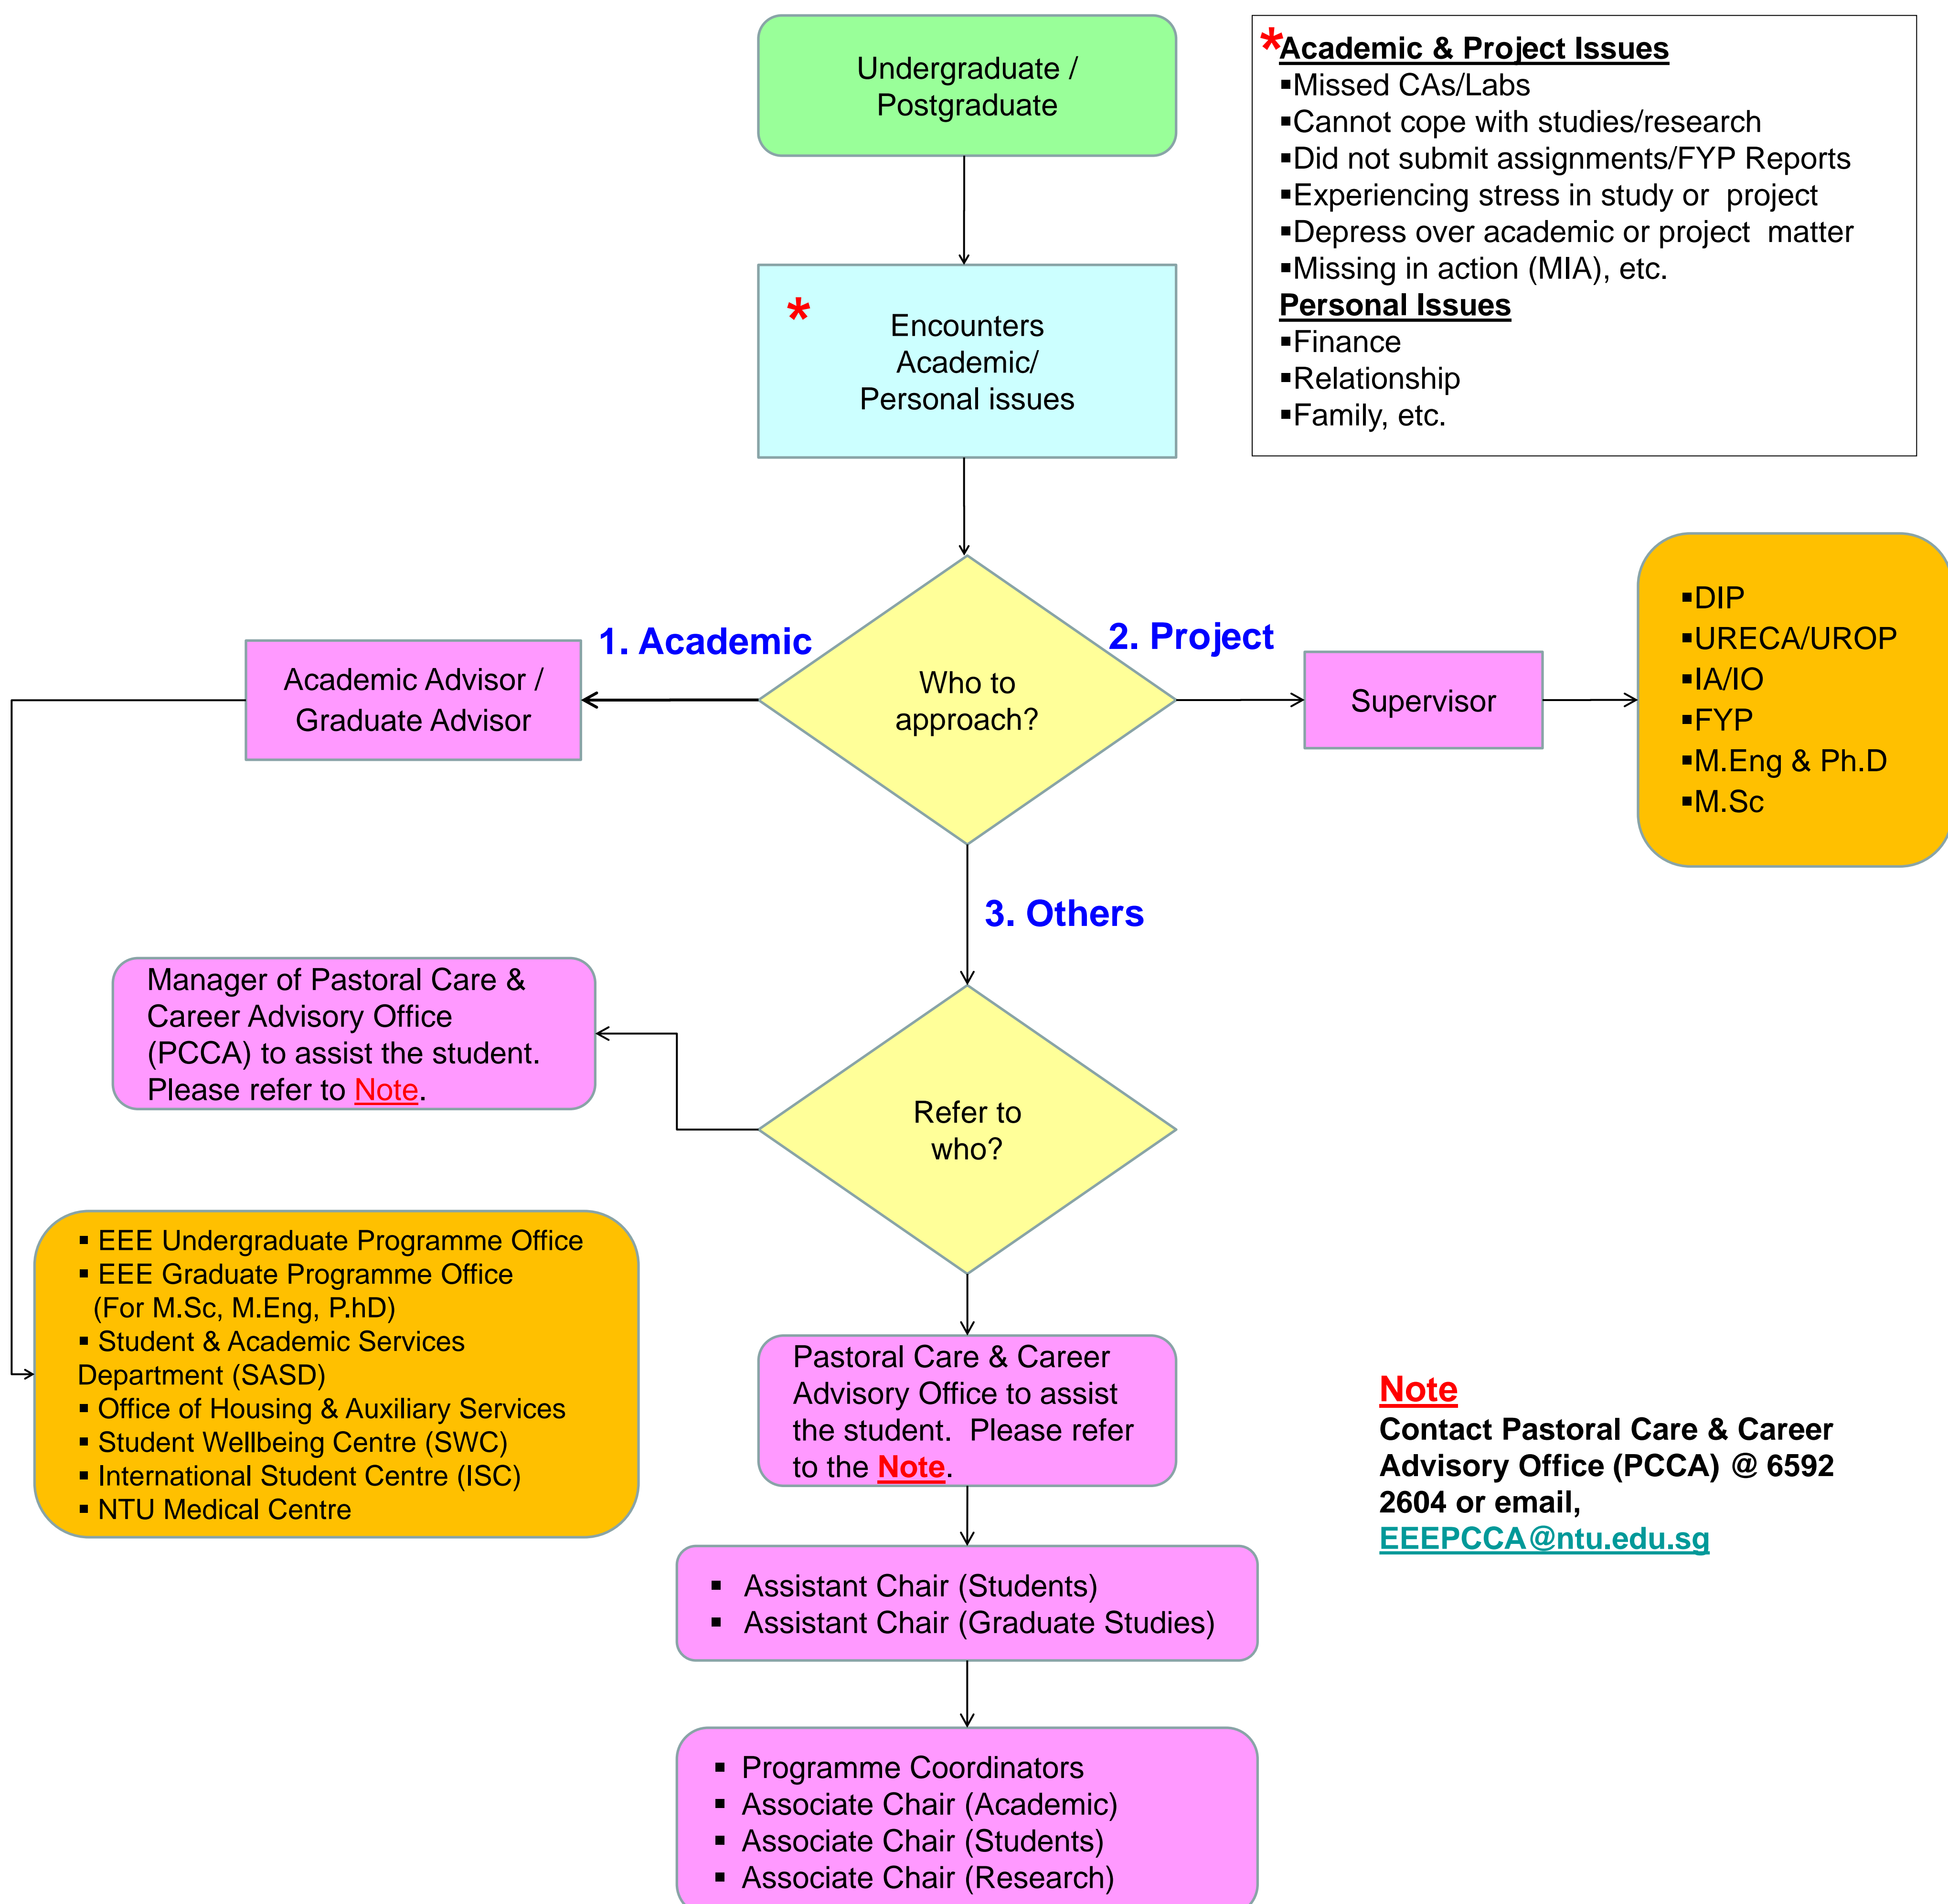 Undergraduate /
Postgraduate
*Academic & Project Issues
▪Missed CAs/Labs
▪Cannot cope with studies/research
▪Did not submit assignments/FYP Reports
▪Experiencing stress in study or project
▪Depress over academic or project matter
▪Missing in action (MIA), etc.
Personal Issues
▪Finance
▪Relationship
▪Family, etc.
*
Encounters
Academic/
Personal issues
1. Academic
2. Project
Who to
approach?
Academic Advisor /
Graduate Advisor
Supervisor
▪DIP
▪URECA/UROP
▪IA/IO
▪FYP
▪M.Eng & Ph.D
▪M.Sc
3. Others
Manager of Pastoral Care &
Career Advisory Office
(PCCA) to assist the student.
Please refer to Note.
Refer to
who?
▪ EEE Undergraduate Programme Office
▪ EEE Graduate Programme Office
(For M.Sc, M.Eng, P.hD)
▪ Student & Academic Services
Department (SASD)
▪ Office of Housing & Auxiliary Services
▪ Student Wellbeing Centre (SWC)
▪ International Student Centre (ISC)
▪ NTU Medical Centre
Pastoral Care & Career
Advisory Office to assist
the student. Please refer
to the Note.
Note
Contact Pastoral Care & Career
Advisory Office (PCCA) @ 6592
2604 or email,
EEEPCCA@ntu.edu.sg
▪ Assistant Chair (Students)
▪ Assistant Chair (Graduate Studies)
▪ Programme Coordinators
▪ Associate Chair (Academic)
▪ Associate Chair (Students)
▪ Associate Chair (Research)